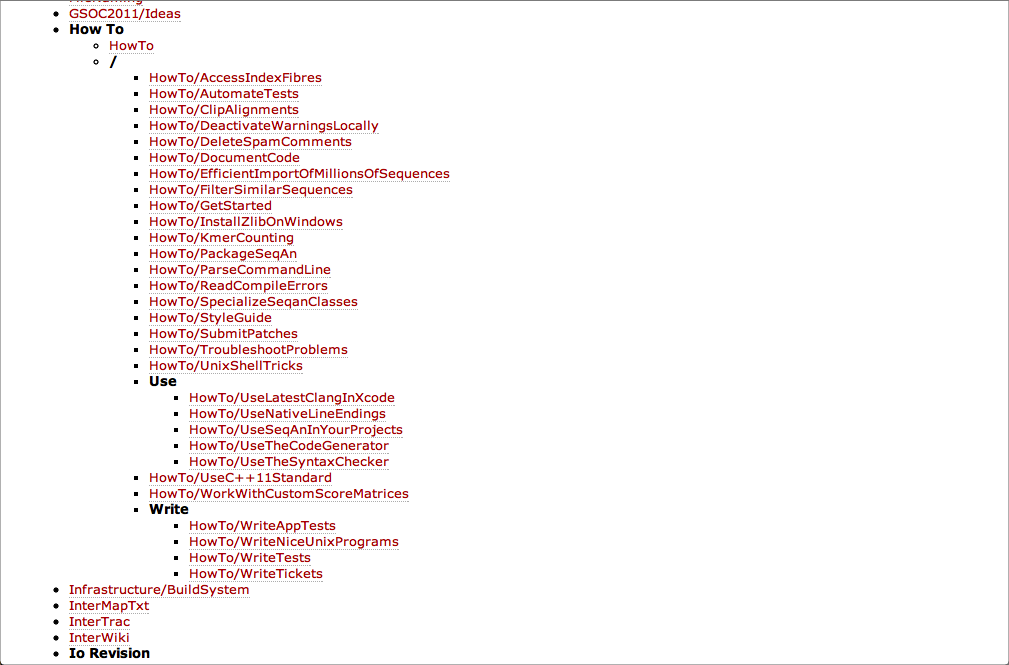 GSOC2011/Ideas
How To
HowTo
/
HowTo/AccessIndexFibres
HowTo/AutomateTests
HowTo/ClipAlignments
HowTo/DeactivateWarningsLocally
HowTo/DeleteSpamComments
HowTo/DocumentCode
HowTo/EfficientImportOfMillionsOfSequences
HowTo/FilterSimilarSequences
HowTo/GetStarted
HowTo/InstallZlibOnWindows
HowTo/KmerCounting
HowTo/PackageSeqAn
HowTo/ParseCommandLine
HowTo/ReadCompileErrors
HowTo/SpecializeSeqanClasses
HowTo/StyleGuide
HowTo/SubmitPatches
HowTo/TroubleshootProblems
HowTo/UnixShellTricks
Use
HowTo/UseLatestClangInXcode
HowTo/UseNativeLineEndings
HowTo/UseSeqAnInYourProjects
HowTo/UseTheCodeGenerator
HowTo/UseTheSyntaxChecker
HowTo/UseC++11Standard
HowTo/WorkWithCustomScoreMatrices
Write
HowTo/WriteAppTests
HowTo/WriteNiceUnixPrograms
HowTo/WriteTests
HowTo/WriteTickets
Infrastructure/BuildSystem
InterMapTxt
InterTrac
InterWiki
Io Revision